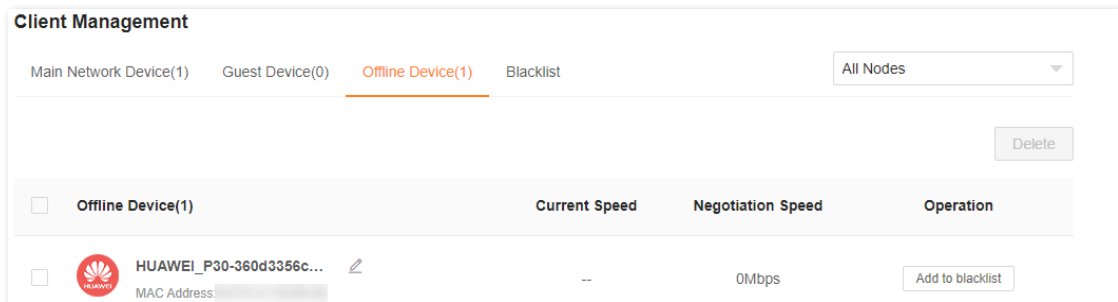 Client Management
Main Network Device(1) Guest Device(0) Offline Device(1) Blacklist All Nodes
Delete
Offline Device(1) Current Speed Negotiation Speed Operation
HUAWEI_P30-360d3356c...
HUAWEI -- 0Mbps Add to blacklist
MAC Address: